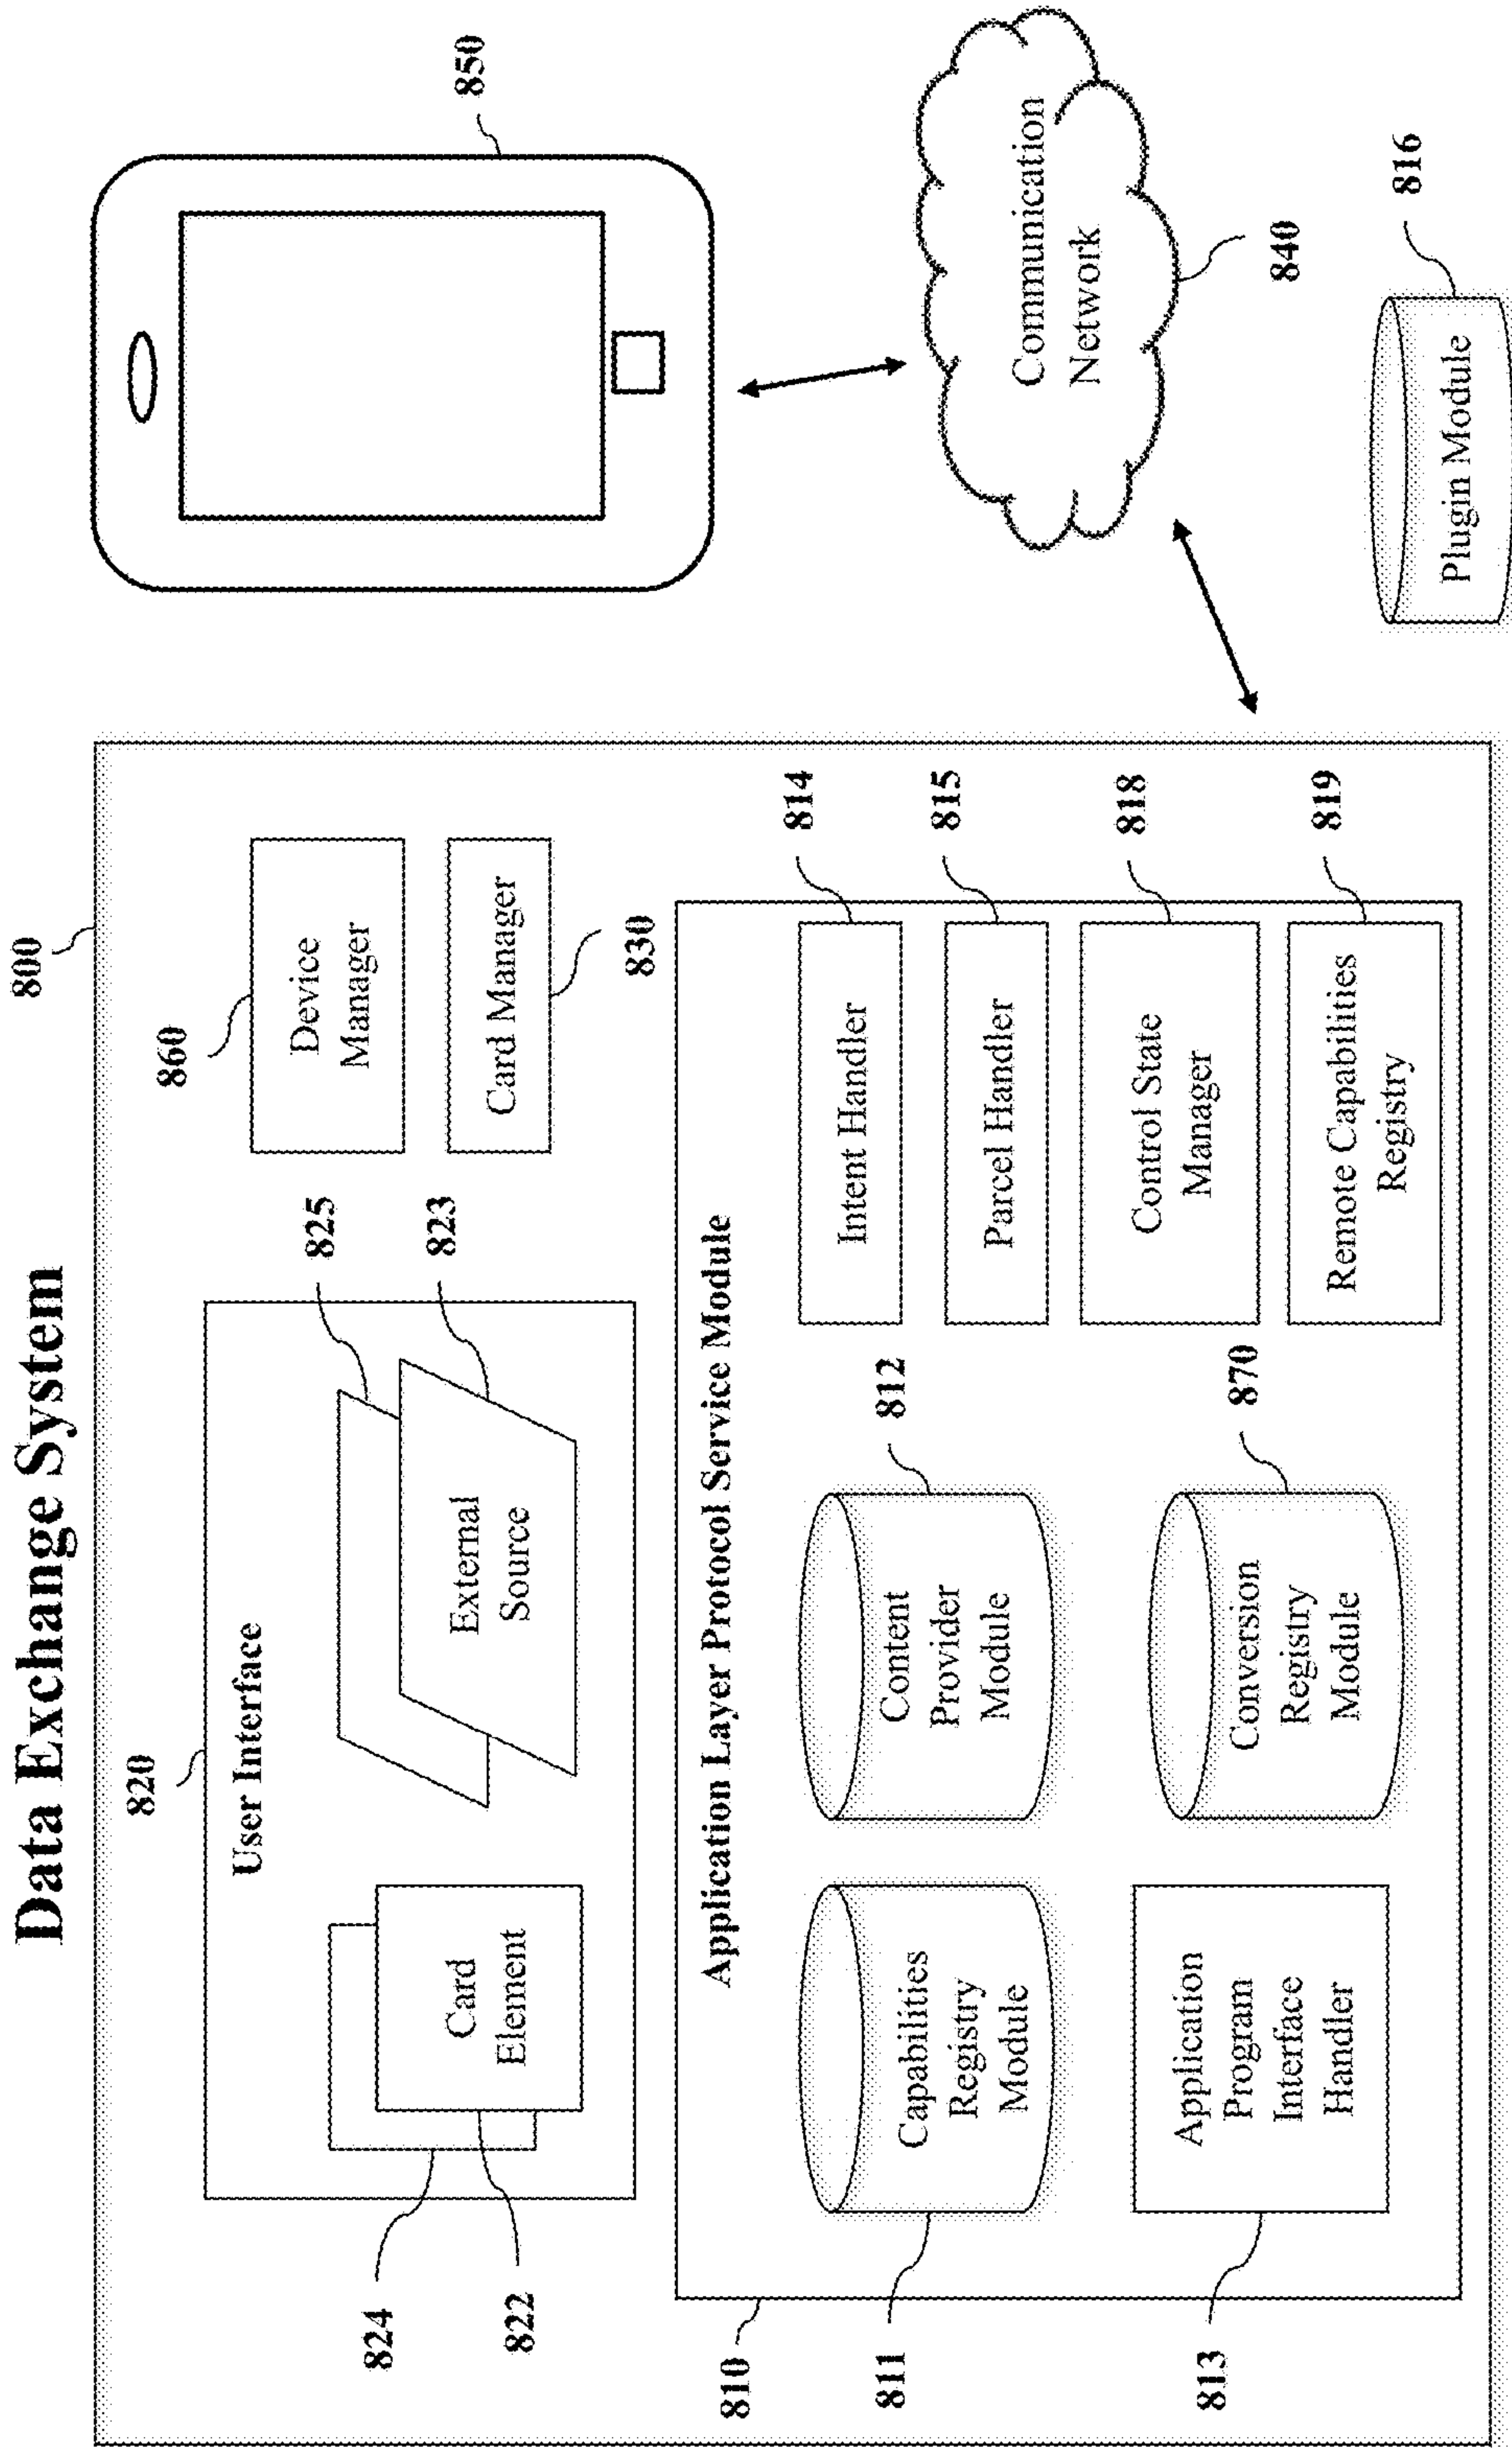 Data Exchange System
800
820
User Interface
824
822
Card
Element
External
Source
825
823
860
Device
Manager
Card Manager
830
850
810
Application Layer Protocol Service Module
811
Capabilities
Registry
Module
Content
Provider
Module
812
813
Application
Program
Interface
Handler
Conversion
Registry
Module
870
Intent Handler
814
Parcel Handler
815
Control State
Manager
818
Remote Capabilities
Registry
819
Communication
Network
840
Plugin Module
816